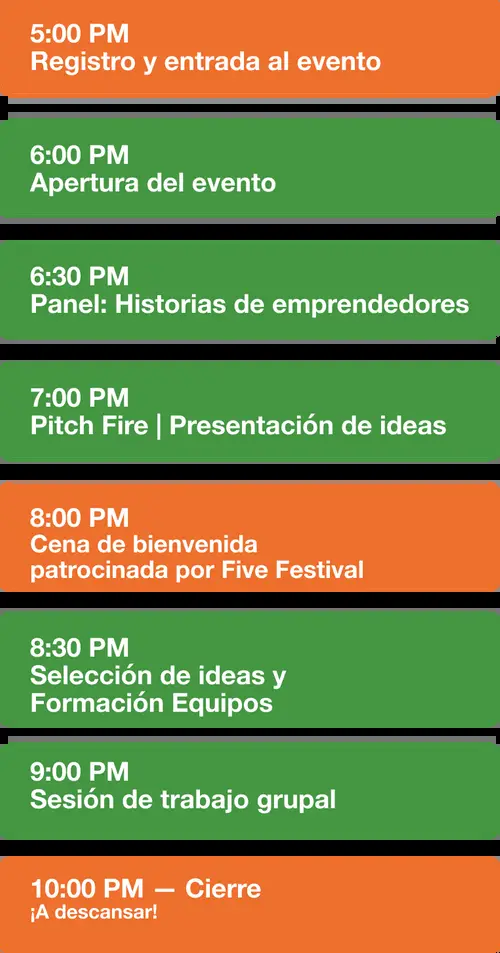 5:00 PM
Registro y entrada al evento
6:00 PM
Apertura del evento
6:30 PM
Panel: Historias de emprendedores
7:00 PM
Pitch Fire | Presentación de ideas
8:00 PM
Cena de bienvenida
patrocinada por Five Festival
8:30 PM
Selección de ideas y
Formación Equipos
9:00 PM
Sesión de trabajo grupal
10:00 PM — Cierre
¡A descansar!